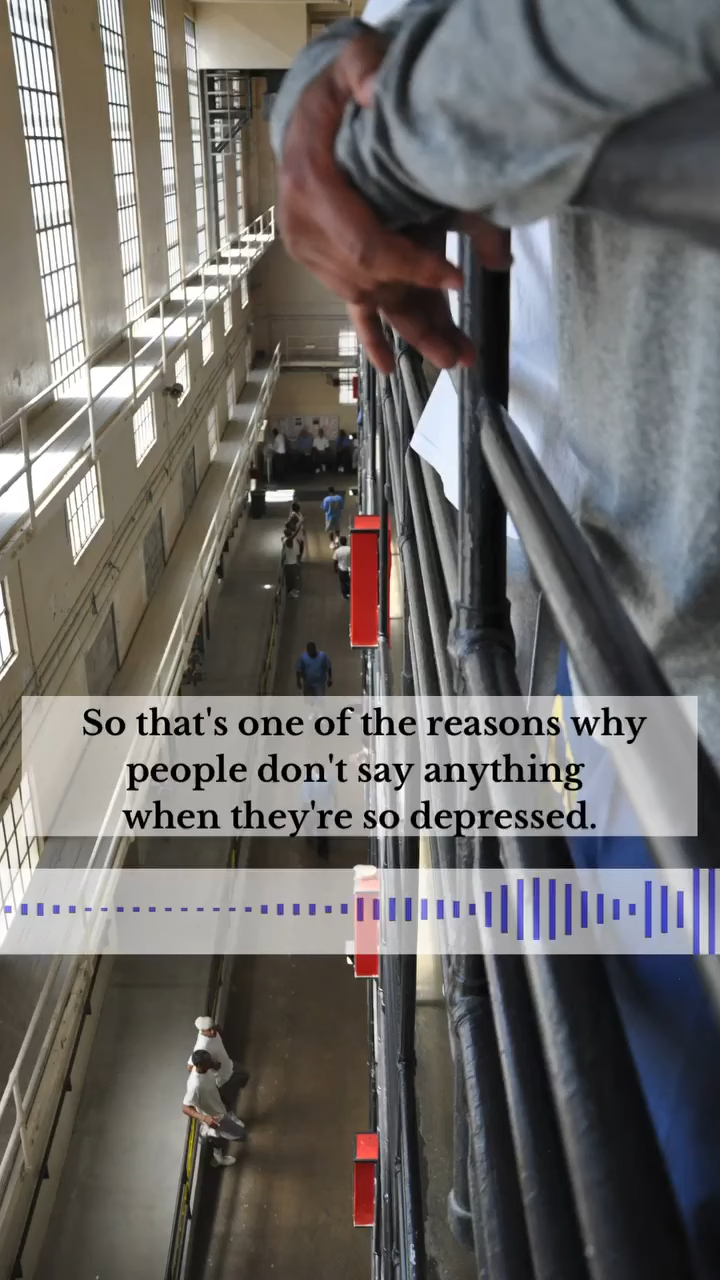 So that's one of the reasons why
people don't say anything
when they're so depressed.